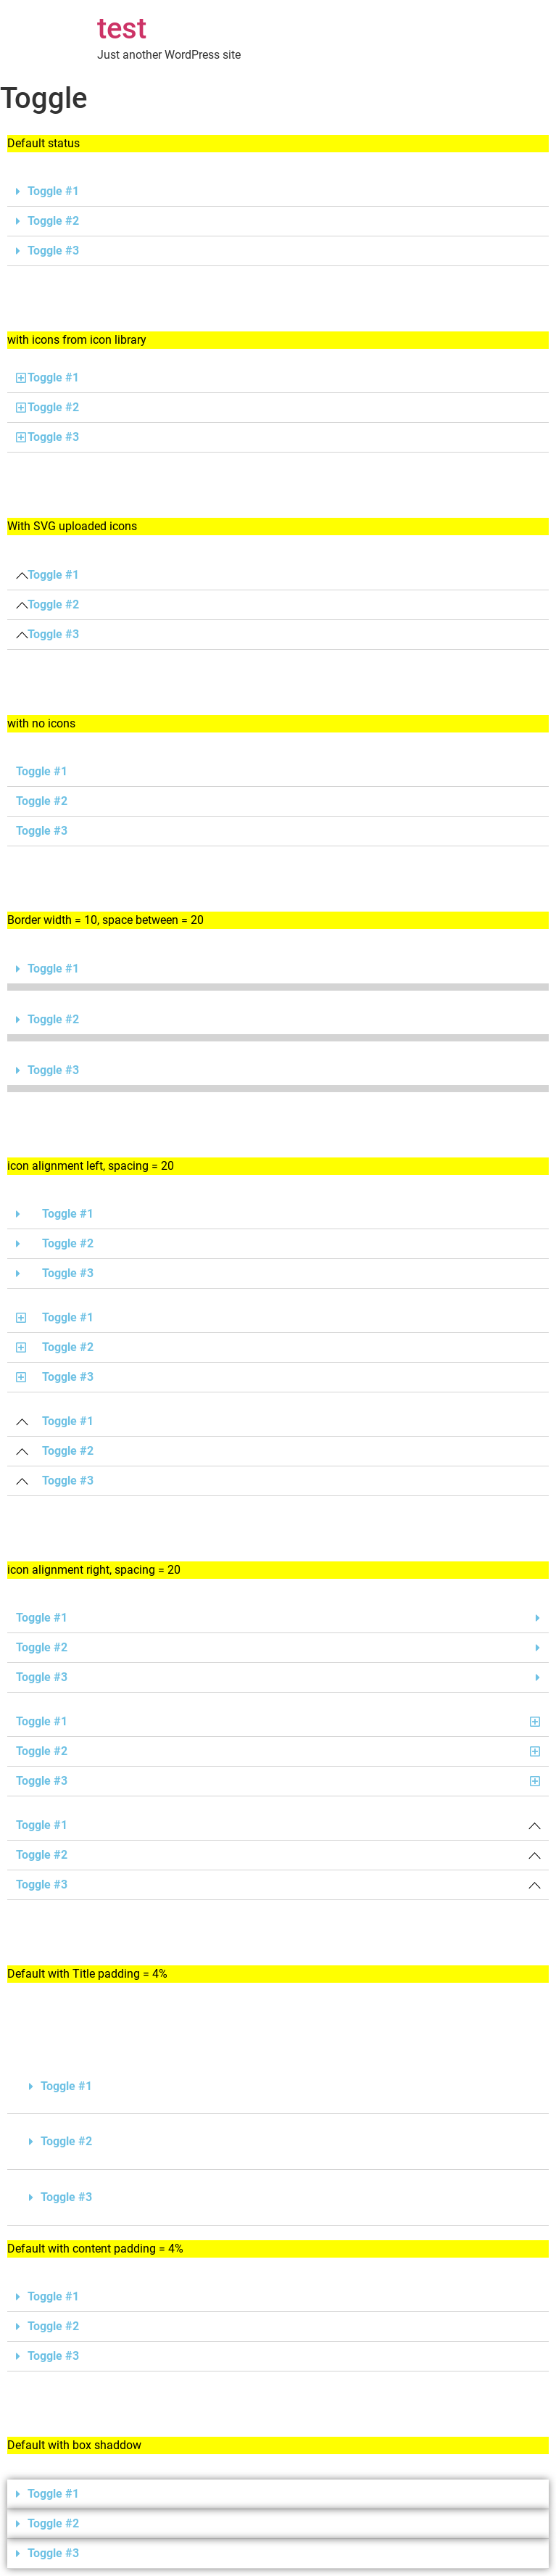 test
Just another WordPress site
Toggle
Default status
Toggle #1
Toggle #2
Toggle #3
with icons from icon library
Toggle #1
Toggle #2
Toggle #3
With SVG uploaded icons
Toggle #1
Toggle #2
Toggle #3
with no icons
Toggle #1
Toggle #2
Toggle #3
Border width = 10, space between = 20
Toggle #1
Toggle #2
Toggle #3
icon alignment left, spacing = 20
Toggle #1
Toggle #2
Toggle #3
Toggle #1
Toggle #2
Toggle #3
Toggle #1
Toggle #2
Toggle #3
icon alignment right, spacing = 20
Toggle #1
Toggle #2
Toggle #3
Toggle #1
Toggle #2
Toggle #3
Toggle #1
Toggle #2
Toggle #3
Default with Title padding = 4%
Toggle #1
Toggle #2
Toggle #3
Default with content padding = 4%
Toggle #1
Toggle #2
Toggle #3
Default with box shaddow
Toggle #1
Toggle #2
Toggle #3